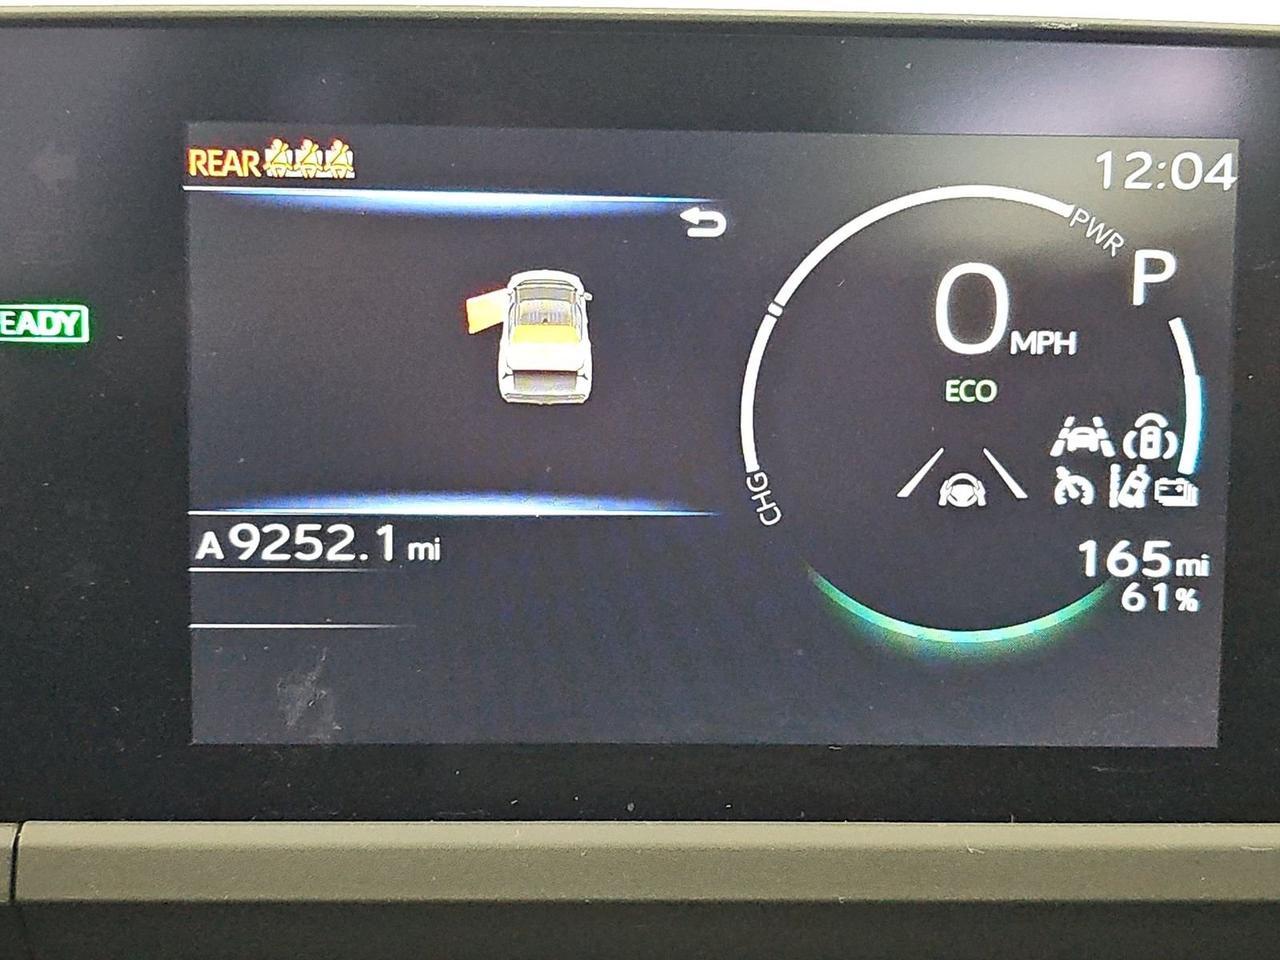 REAR
12:04
PWR
P
0 MPH
EADY
ECO
CHG
A 9252.1 mi
165 mi
61%